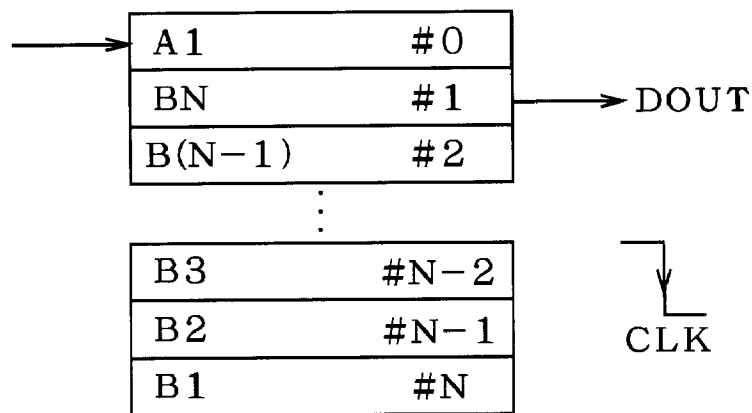 A1 #0
BN #1 DOUT
B(N-1) #2
B3 #N-2
B2 #N-1
CLK
B1 #N